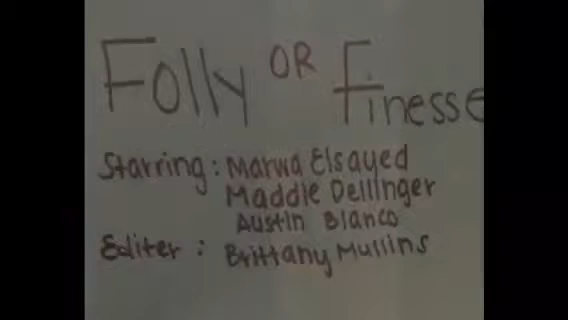 Folly OR Finesse
Starring: Marwa Elsayed
Maddie Dellinger
Austin Blanco
Editer: Brittany Mullins